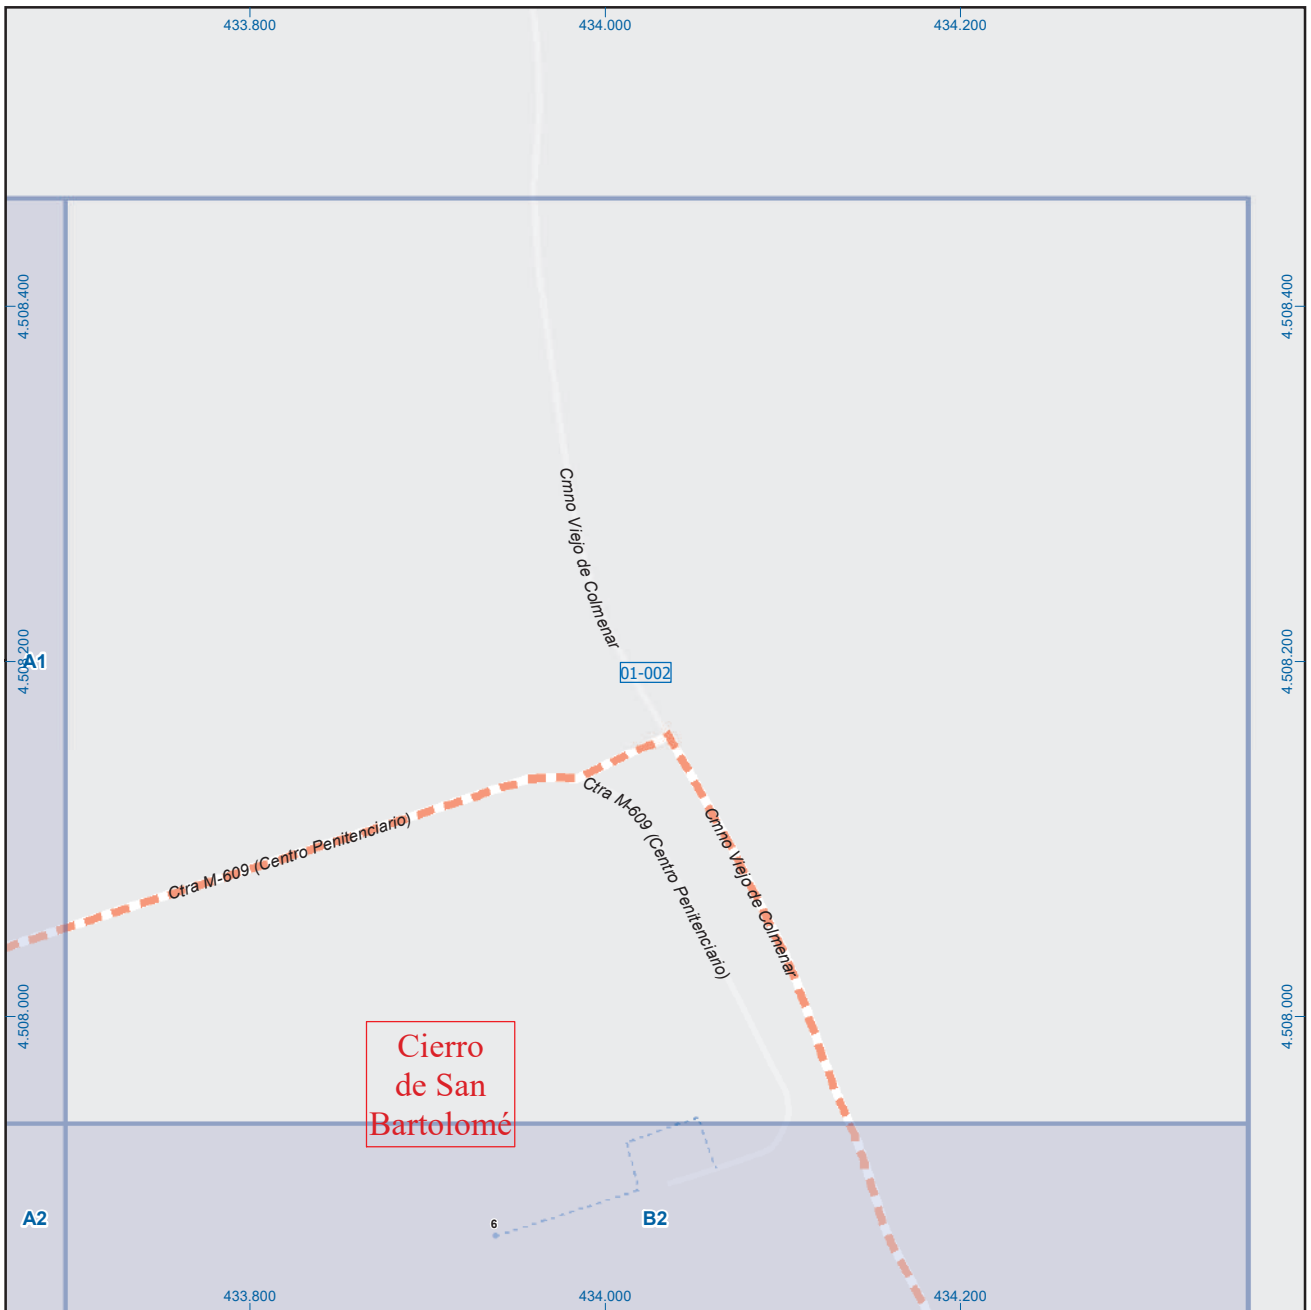 433.800
434.000
434.200
4.508.400
4.508.400
Cmno Viejo de Colmenar
A1
4.508.200
01-002
4.508.200
Ctra M-609 (Centro Penitenciario)
Ctra M-609 (Centro Penitenciario)
Cmno Viejo de Colmenar
4.508.000
4.508.000
Cierro
de San
Bartolomé
A2
6
B2
433.800
434.000
434.200